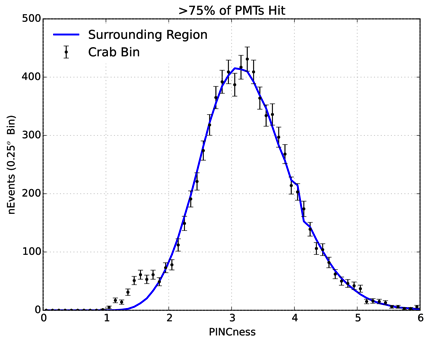 >75% of PMTs Hit
500
400
300
200
100
0
nEvents (0.25° Bin)
Surrounding Region
Crab Bin
0 1 2 3 4 5 6
PINCness